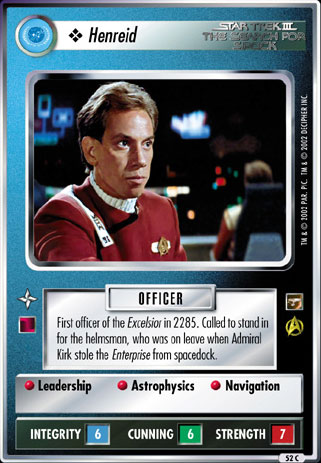 ❖ Henreid
STAR TREK III
THE SEARCH FOR
SPOCK
TM & © 2002 PAR. PIC. TM & © 2002 DECIPHER INC.
OFFICER
First officer of the Excelsior in 2285. Called to stand in
for the helmsman, who was on leave when Admiral
Kirk stole the Enterprise from spacedock.
Leadership Astrophysics Navigation
INTEGRITY 6 CUNNING 6 STRENGTH 7
52 C